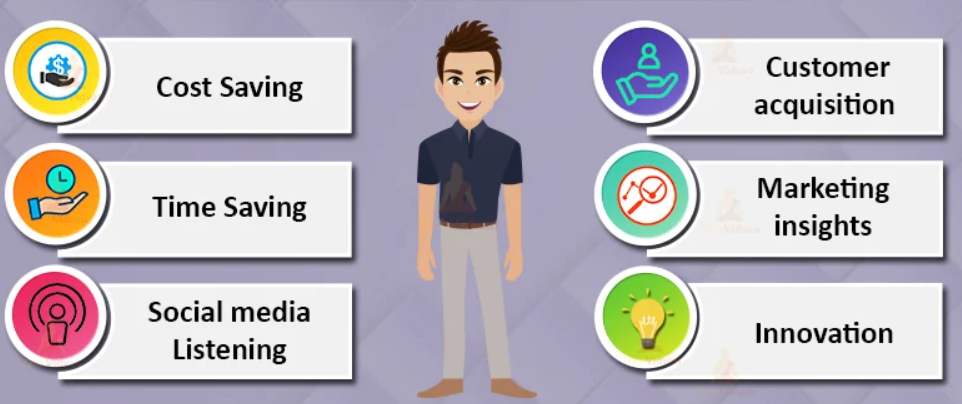 Cost Saving
Time Saving
Social media
Listening
Customer
acquisition
Marketing
insights
Innovation